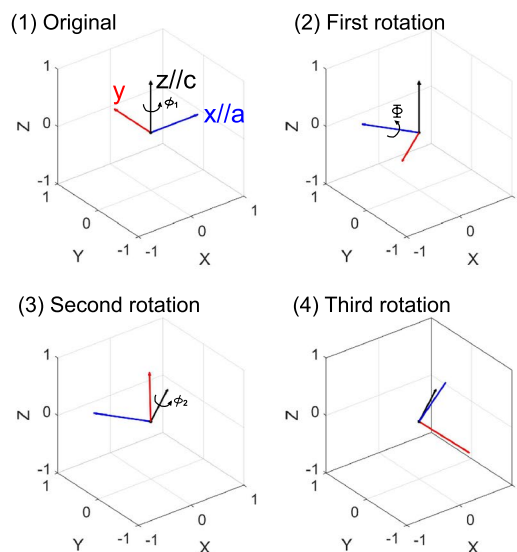 (1) Original
1
z//c
y
ϕ1
x//a
Z
0
-1
1
0
-1
-1
0
1
Y
X
(2) First rotation
1
Φ
Z
0
-1
1
0
-1
-1
0
1
Y
X
(3) Second rotation
1
ϕ2
Z
0
-1
1
0
-1
-1
0
1
Y
X
(4) Third rotation
1
Z
0
-1
1
0
-1
-1
0
1
Y
X